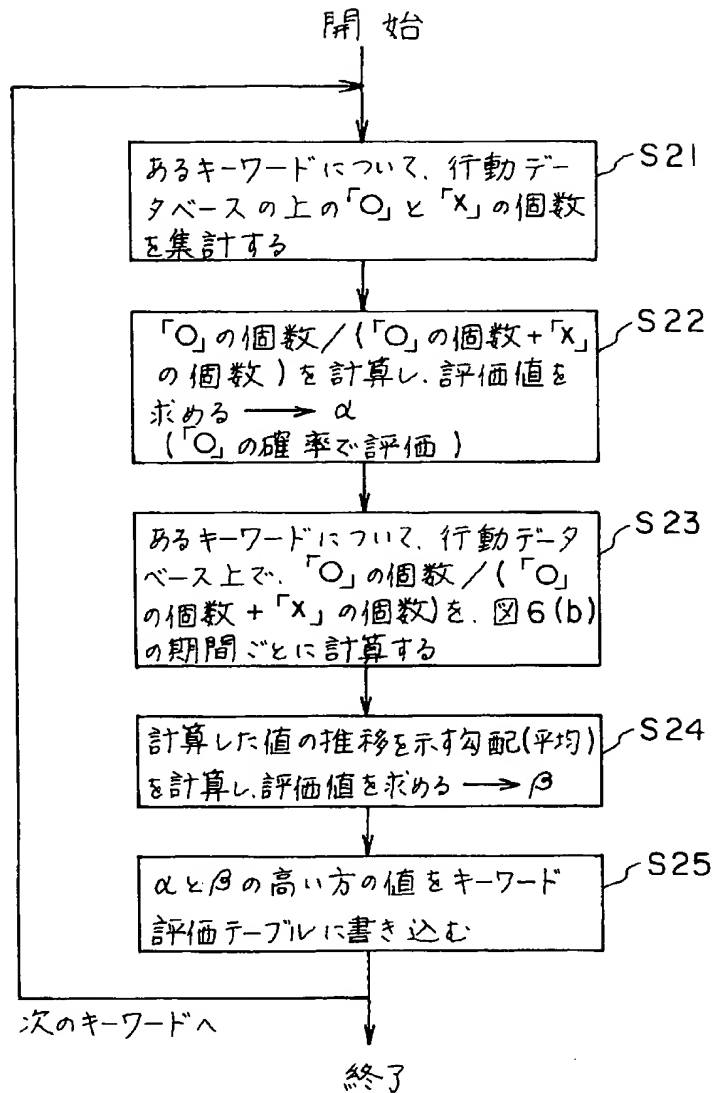 開始
あるキーワードについて、行動デー
タベースの上の「〇」と「×」の個数
を集計する
S21
「〇」の個数/(「〇」の個数+「×」
の個数)を計算し、評価値を
求める → α
(「〇」の確率で評価)
S22
あるキーワードについて、行動データ
ベース上で、「〇」の個数/(「〇」
の個数+「×」の個数)を、図6(b)
の期間ごとに計算する
S23
計算した値の推移を示す勾配(平均)
を計算し、評価値を求める → β
S24
αとβの高い方の値をキーワード
評価テーブルに書き込む
S25
次のキーワードへ
終了